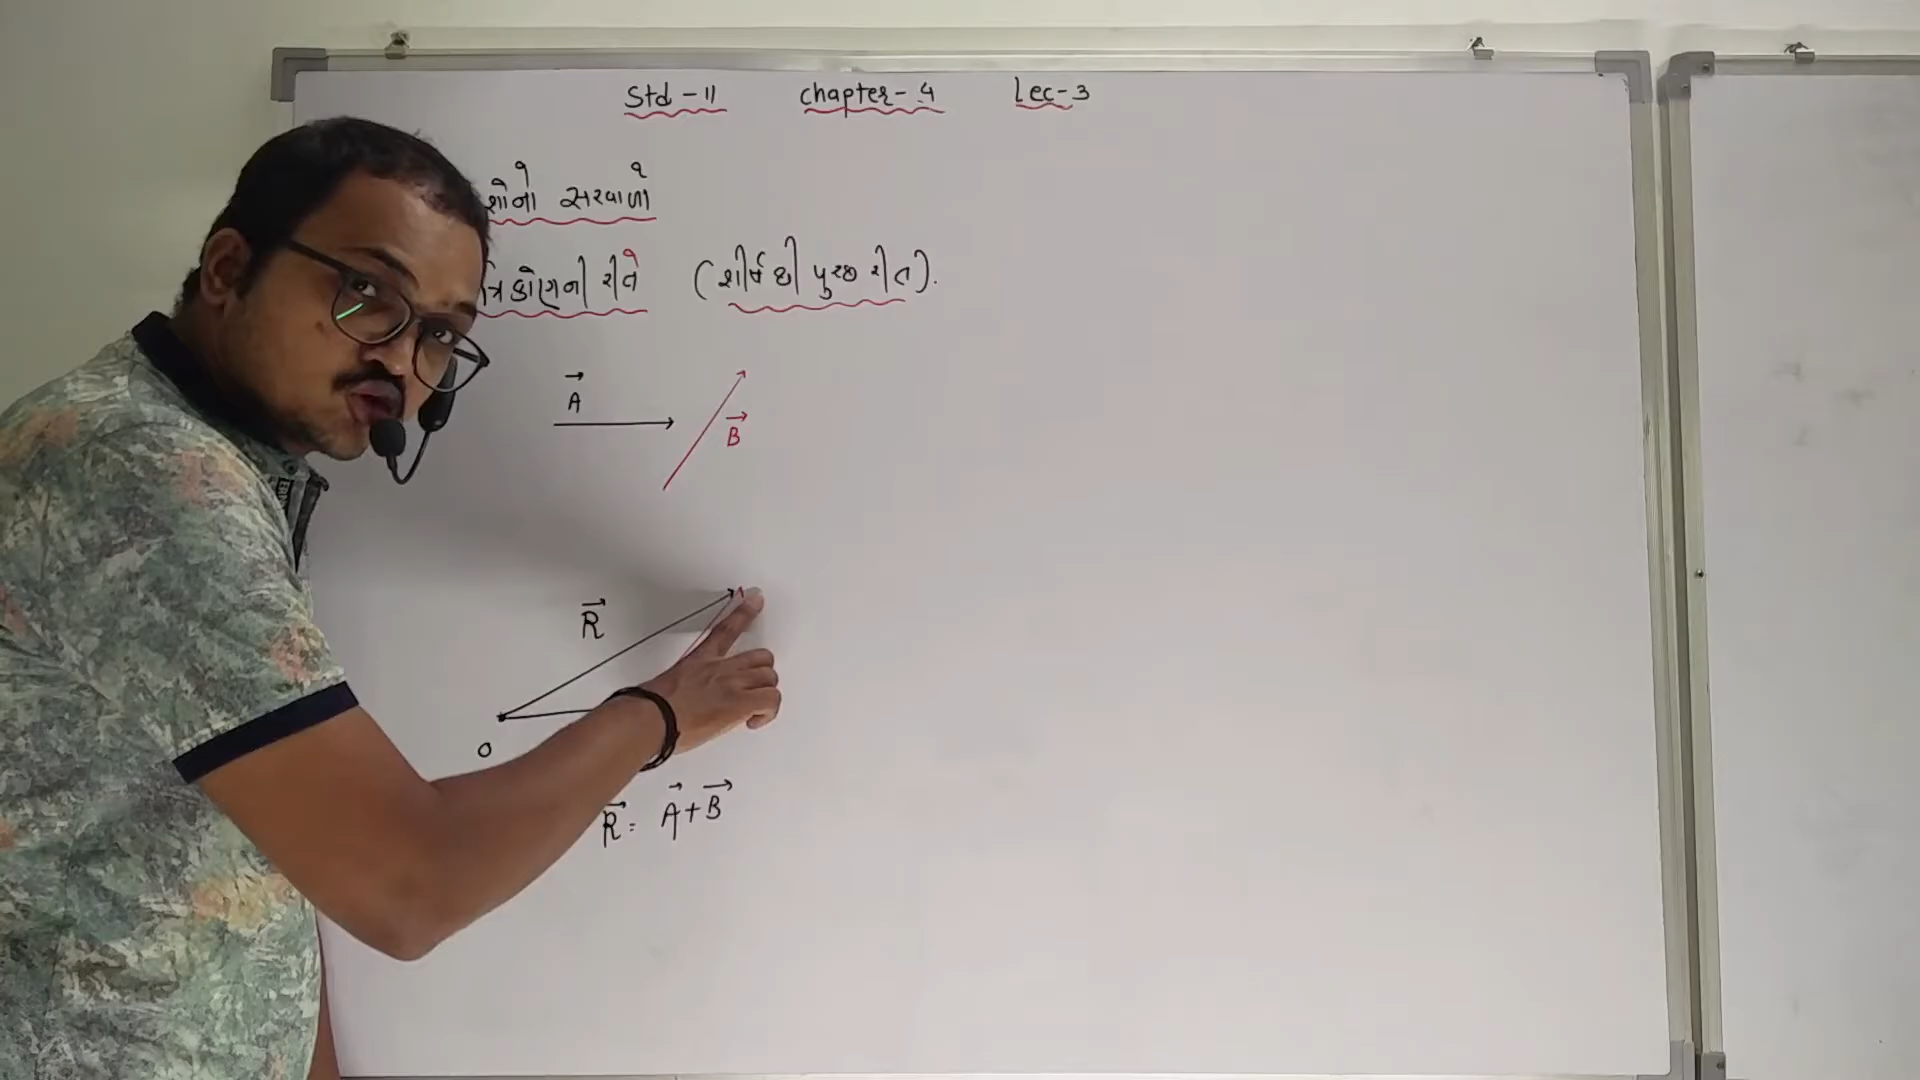 Std - 11 Chapter - 4 Lec - 3
સરવાળો
ત્રિકોણની રીતે (શીર્ષથી પુચ્છ રીત).
A⃗
B⃗
R⃗
O
R⃗ = A⃗ + B⃗